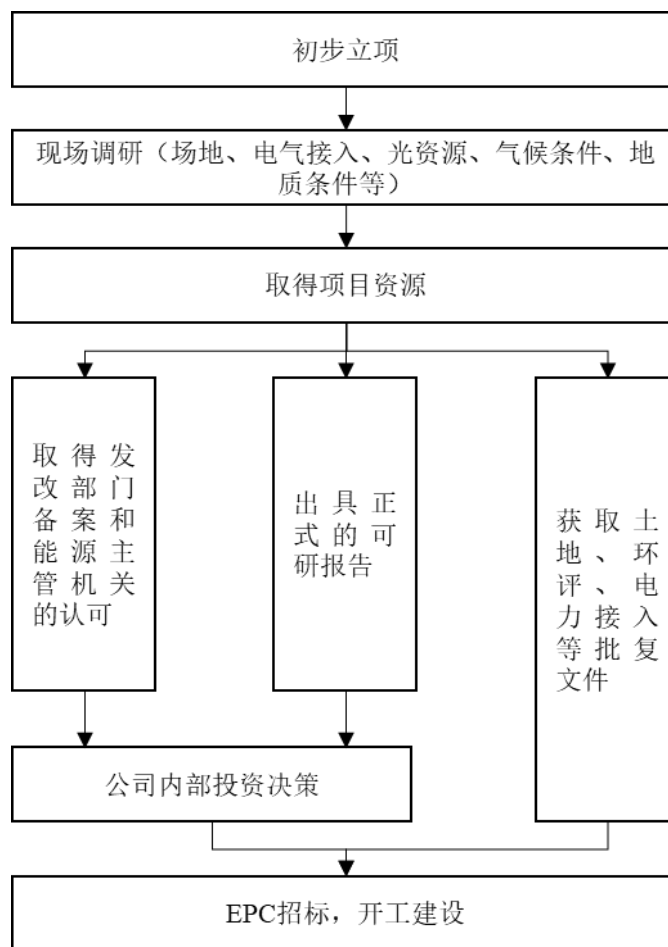 初步立项
现场调研（场地、电气接入、光资源、气候条件、地
质条件等）
取得项目资源
取得发
改部门
备案和
能源主
管机关
的认可
出具正
式的可
研报告
获取土
地、环
评、电
力接入
等批复
文件
公司内部投资决策
EPC招标，开工建设